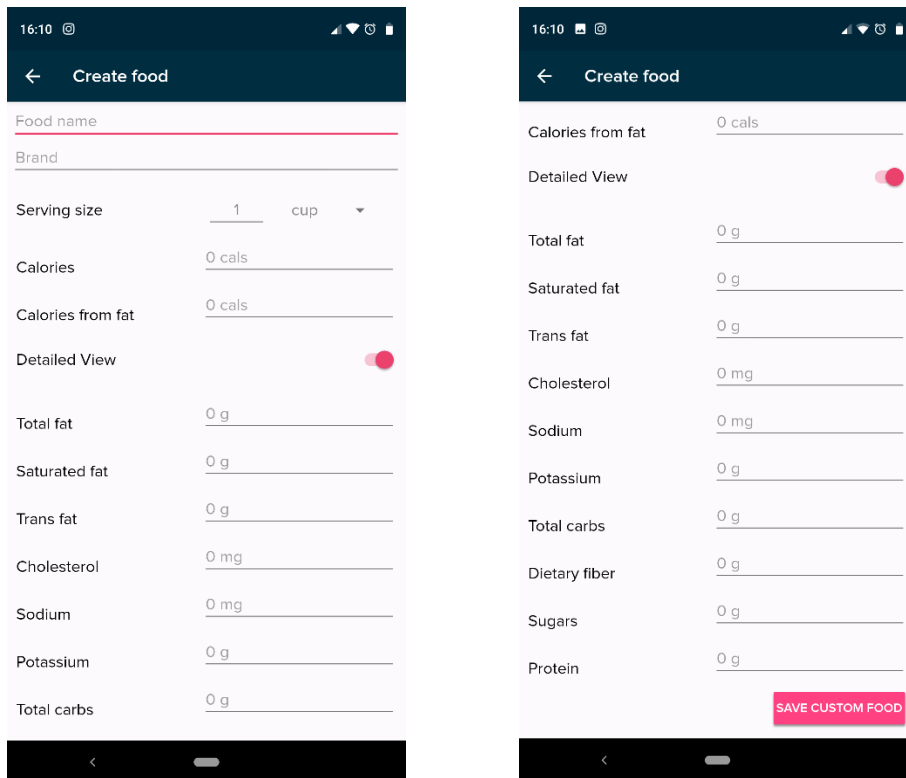 16:10
Create food
Food name
Brand
Serving size 1 cup
Calories 0 cals
Calories from fat 0 cals
Detailed View
Total fat 0 g
Saturated fat 0 g
Trans fat 0 g
Cholesterol 0 mg
Sodium 0 mg
Potassium 0 g
Total carbs 0 g
16:10
Create food
Calories from fat 0 cals
Detailed View
Total fat 0 g
Saturated fat 0 g
Trans fat 0 g
Cholesterol 0 mg
Sodium 0 mg
Potassium 0 g
Total carbs 0 g
Dietary fiber 0 g
Sugars 0 g
Protein 0 g
SAVE CUSTOM FOOD